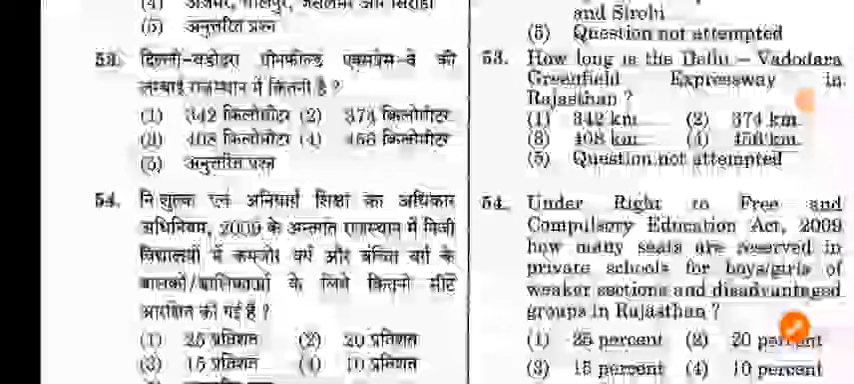 (5) अनुत्तरित प्रश्न
53. दिल्ली–वडोदरा ग्रीनफील्ड एक्सप्रेस-वे की
लम्बाई राजस्थान में कितनी है ?
(1) 342 किलोमीटर (2) 374 किलोमीटर
(3) 408 किलोमीटर (4) 456 किलोमीटर
(5) अनुत्तरित प्रश्न
54. निःशुल्क एवं अनिवार्य शिक्षा का अधिकार
अधिनियम, 2009 के अन्तर्गत राजस्थान में निजी
विद्यालयों में कमजोर वर्ग और वंचित वर्ग के
बालकों/बालिकाओं के लिये कितनी सीटें
आरक्षित की गई हैं ?
(1) 25 प्रतिशत (2) 20 प्रतिशत
(3) 15 प्रतिशत (4) 10 प्रतिशत
and Sirohi
(5) Question not attempted
53. How long is the Delhi – Vadodara
Greenfield Expressway in
Rajasthan ?
(1) 342 km (2) 374 km
(3) 408 km (4) 456 km
(5) Question not attempted
54. Under Right to Free and
Compulsory Education Act, 2009
how many seats are reserved in
private schools for boys/girls of
weaker sections and disadvantaged
groups in Rajasthan ?
(1) 25 percent (2) 20 percent
(3) 15 percent (4) 10 percent